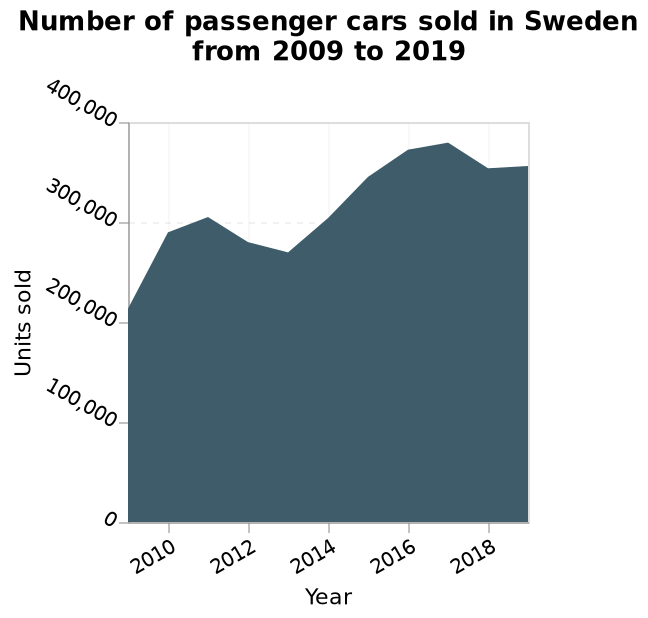 Number of passenger cars sold in Sweden
from 2009 to 2019
400,000
300,000
200,000
100,000
0
Units sold
2010
2012
2014
2016
2018
Year